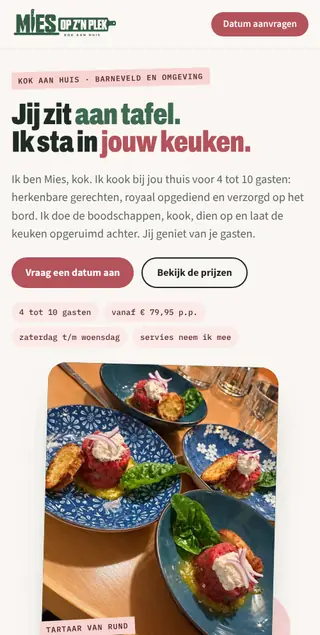 MIES OP Z'N PLEK
KOK AAN HUIS
Datum aanvragen
KOK AAN HUIS · BARNEVELD EN OMGEVING
Jij zit aan tafel.
Ik sta in jouw keuken.
Ik ben Mies, kok. Ik kook bij jou thuis voor 4 tot 10 gasten:
herkenbare gerechten, royaal opgediend en verzorgd op het
bord. Ik doe de boodschappen, kook, dien op en laat de
keuken opgeruimd achter. Jij geniet van je gasten.
Vraag een datum aan
Bekijk de prijzen
4 tot 10 gasten
vanaf € 79,95 p.p.
zaterdag t/m woensdag
servies neem ik mee
TARTAAR VAN RUND